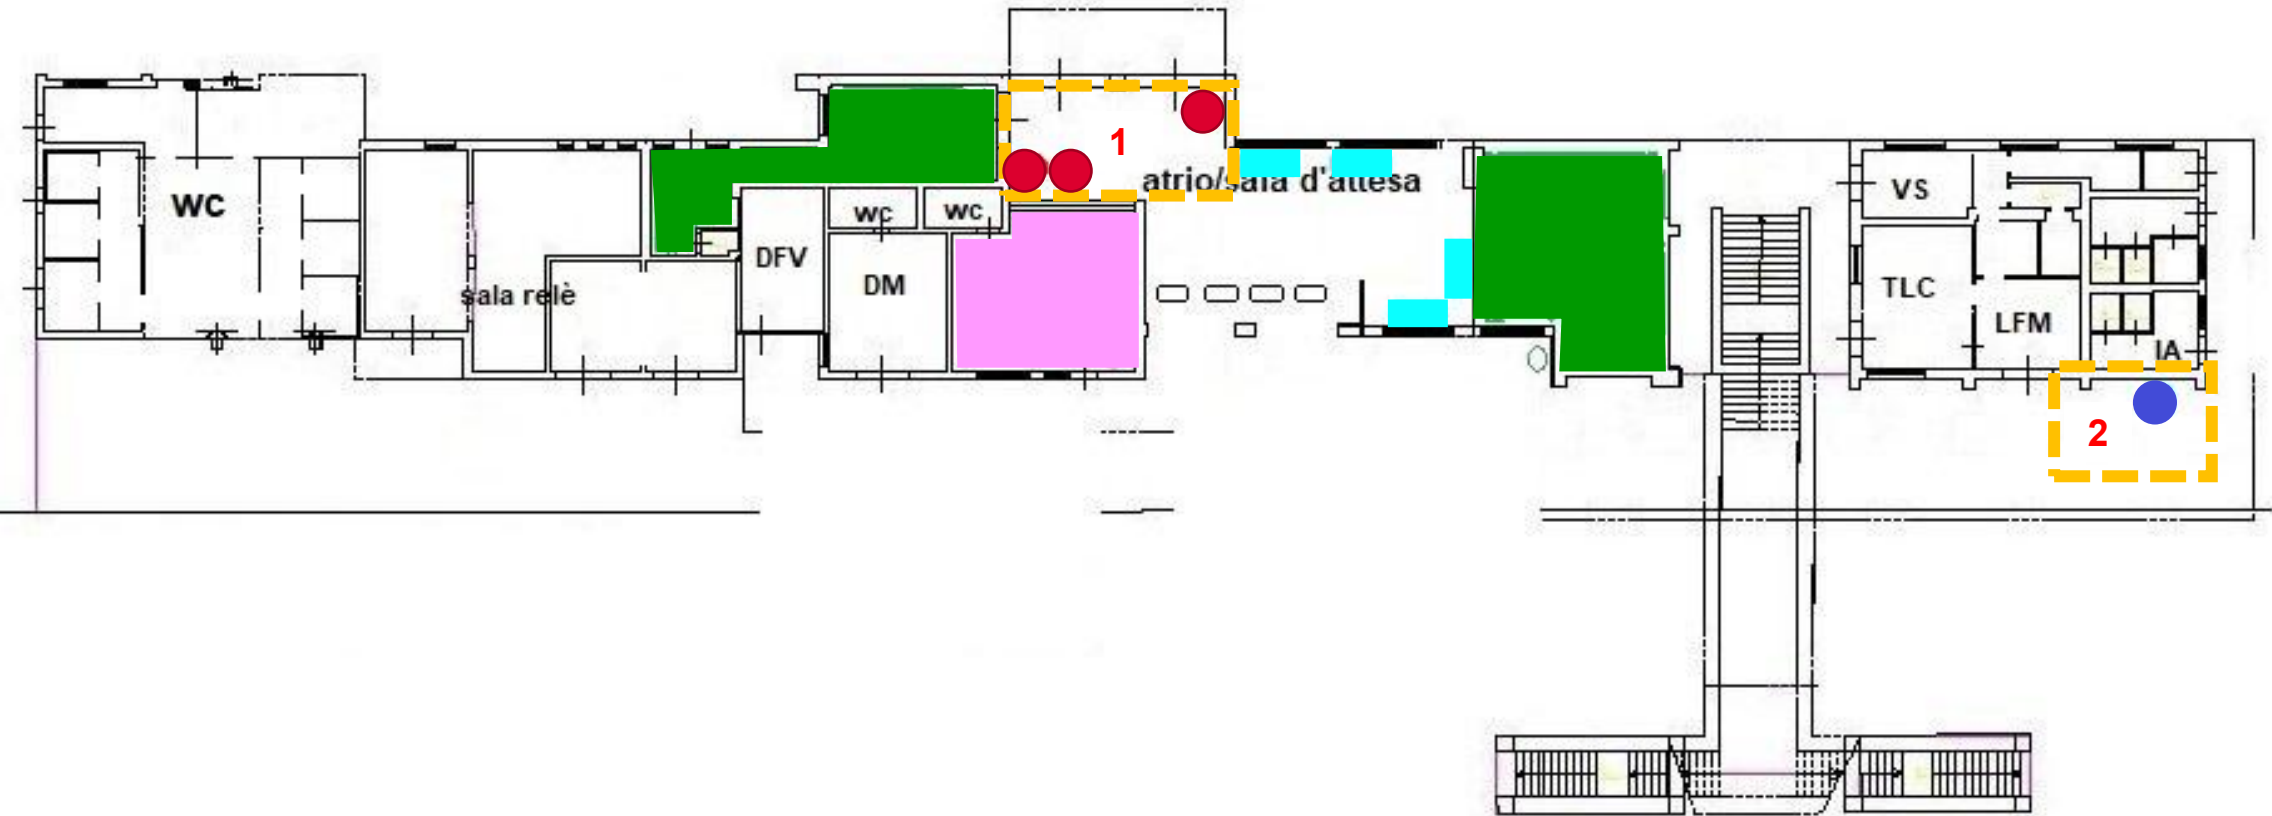 1
atrio/sala d'attesa
wc
VS
wc
wc
DFV
DM
sala relè
TLC
LFM
IA
2